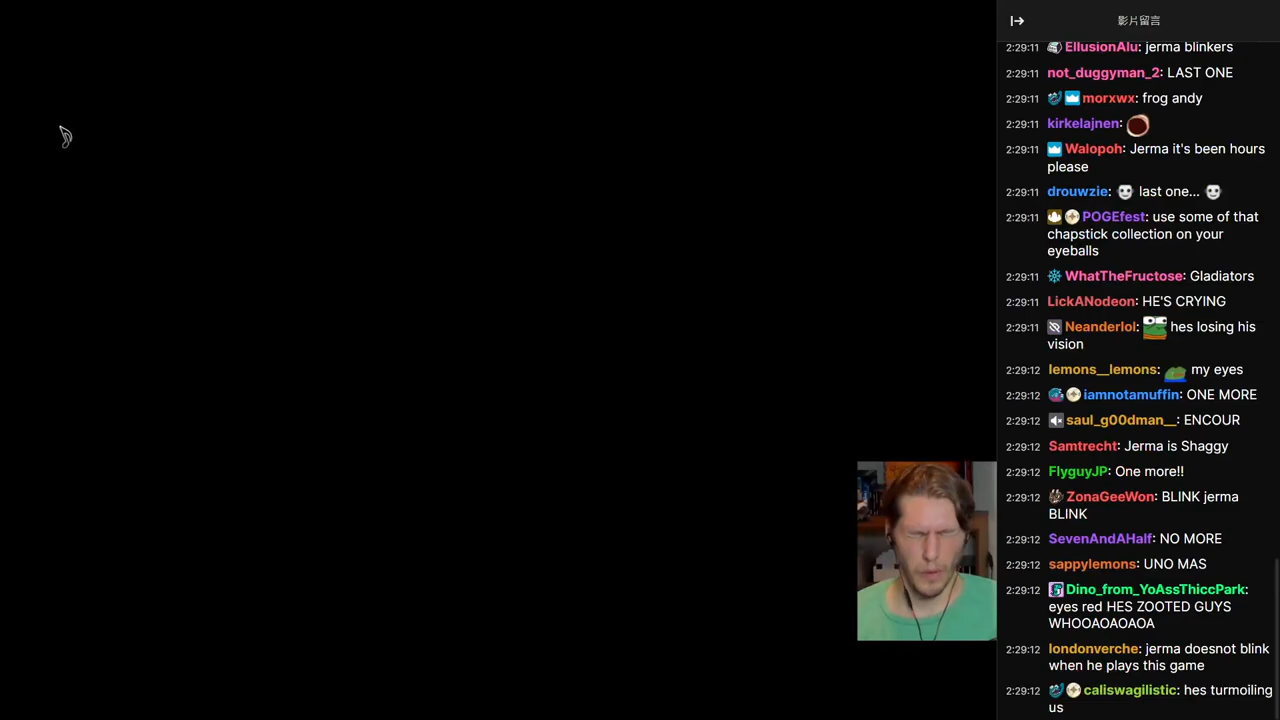 影片留言
2:29:11 EllusionAlu: jerma blinkers
2:29:11 not_duggyman_2: LAST ONE
2:29:11 morxwx: frog andy
2:29:11 kirkelajnen:
2:29:11 Walopoh: Jerma it's been hours
please
2:29:11 drouwzie: last one...
2:29:11 POGEfest: use some of that
chapstick collection on your
eyeballs
2:29:11 WhatTheFructose: Gladiators
2:29:11 LickANodeon: HE'S CRYING
2:29:11 Neanderlol: hes losing his
vision
2:29:12 lemons__lemons: my eyes
2:29:12 iamnotamuffin: ONE MORE
2:29:12 saul_g00dman__: ENCOUR
2:29:12 Samtrecht: Jerma is Shaggy
2:29:12 FlyguyJP: One more!!
2:29:12 ZonaGeeWon: BLINK jerma
BLINK
2:29:12 SevenAndAHalf: NO MORE
2:29:12 sappylemons: UNO MAS
2:29:12 Dino_from_YoAssThiccPark:
eyes red HES ZOOTED GUYS
WHOOAOAOAOA
2:29:12 londonverche: jerma doesnot blink
when he plays this game
2:29:12 caliswagilistic: hes turmoiling
us